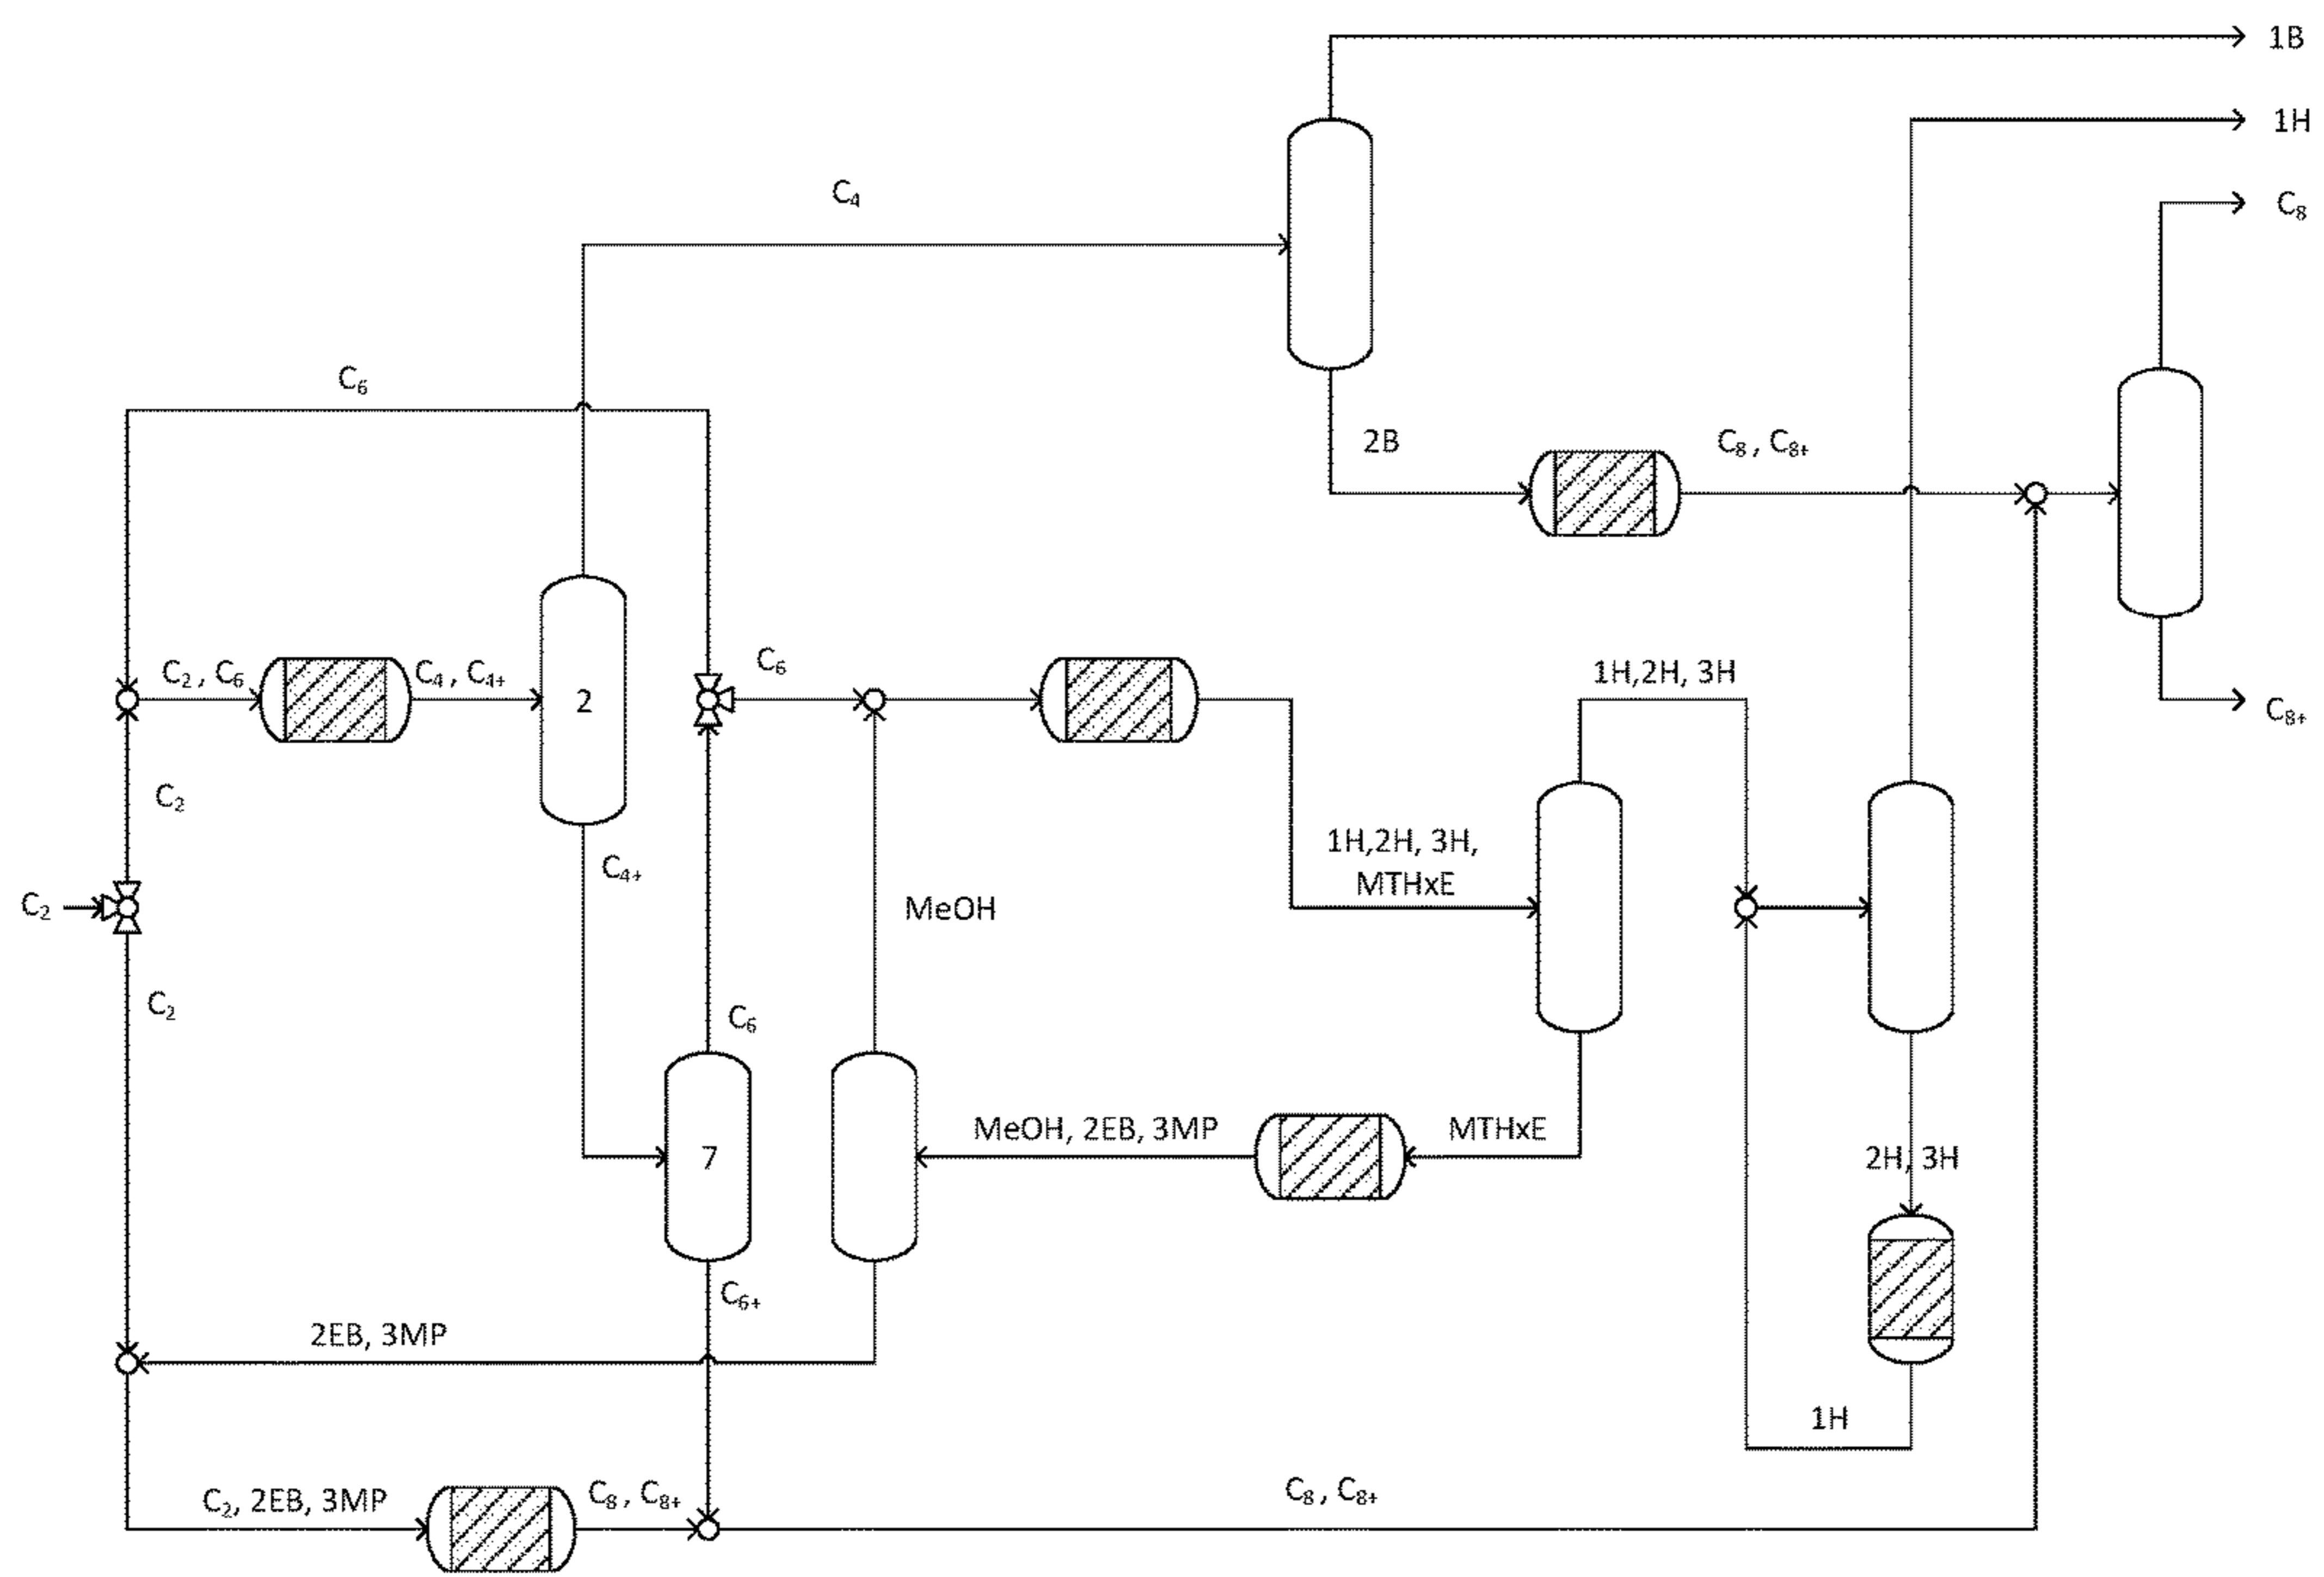 1B
1H
C₄
C₈
C₆
2B
C₈ , C₈₊
C₂ , C₆
C₄ , C₄₊
2
C₆
1H,2H, 3H
C₈₊
C₂
C₄₊
1H,2H, 3H,
MTHxE
C₂
MeOH
C₂
C₆
7
MeOH, 2EB, 3MP
MTHxE
2H, 3H
C₆₊
2EB, 3MP
1H
C₂, 2EB, 3MP
C₈ , C₈₊
C₈ , C₈₊